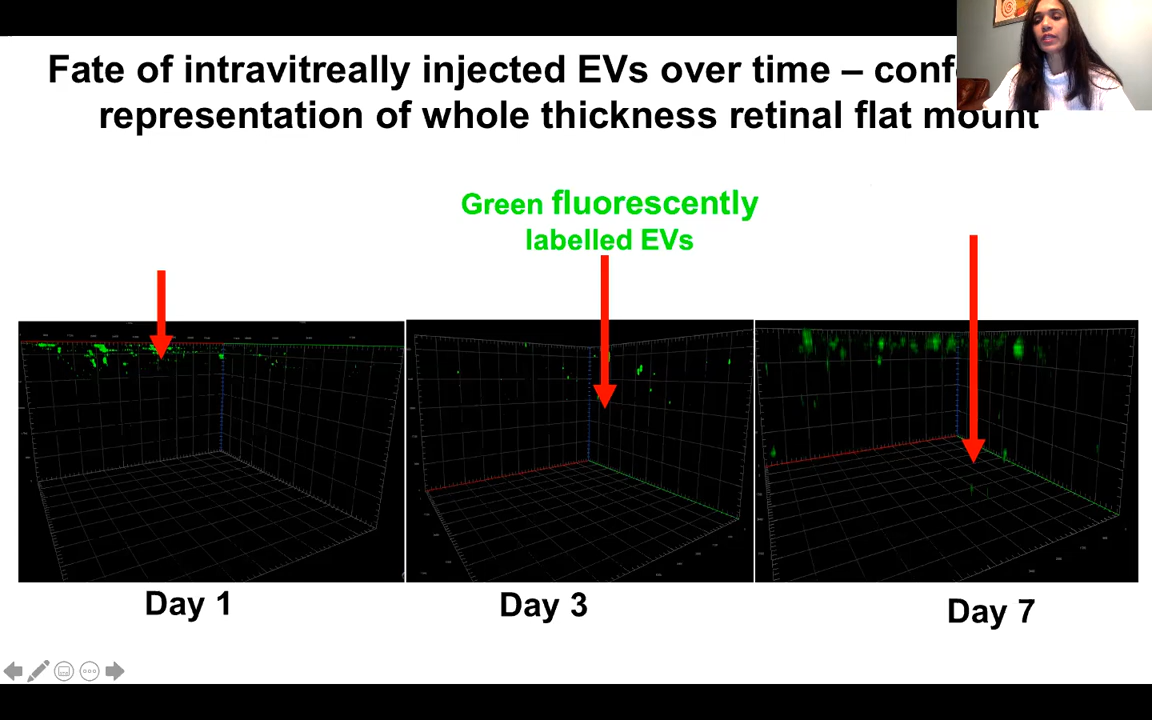 Fate of intravitreally injected EVs over time – conf
representation of whole thickness retinal flat mount
Green fluorescently
labelled EVs
Day 1
Day 3
Day 7